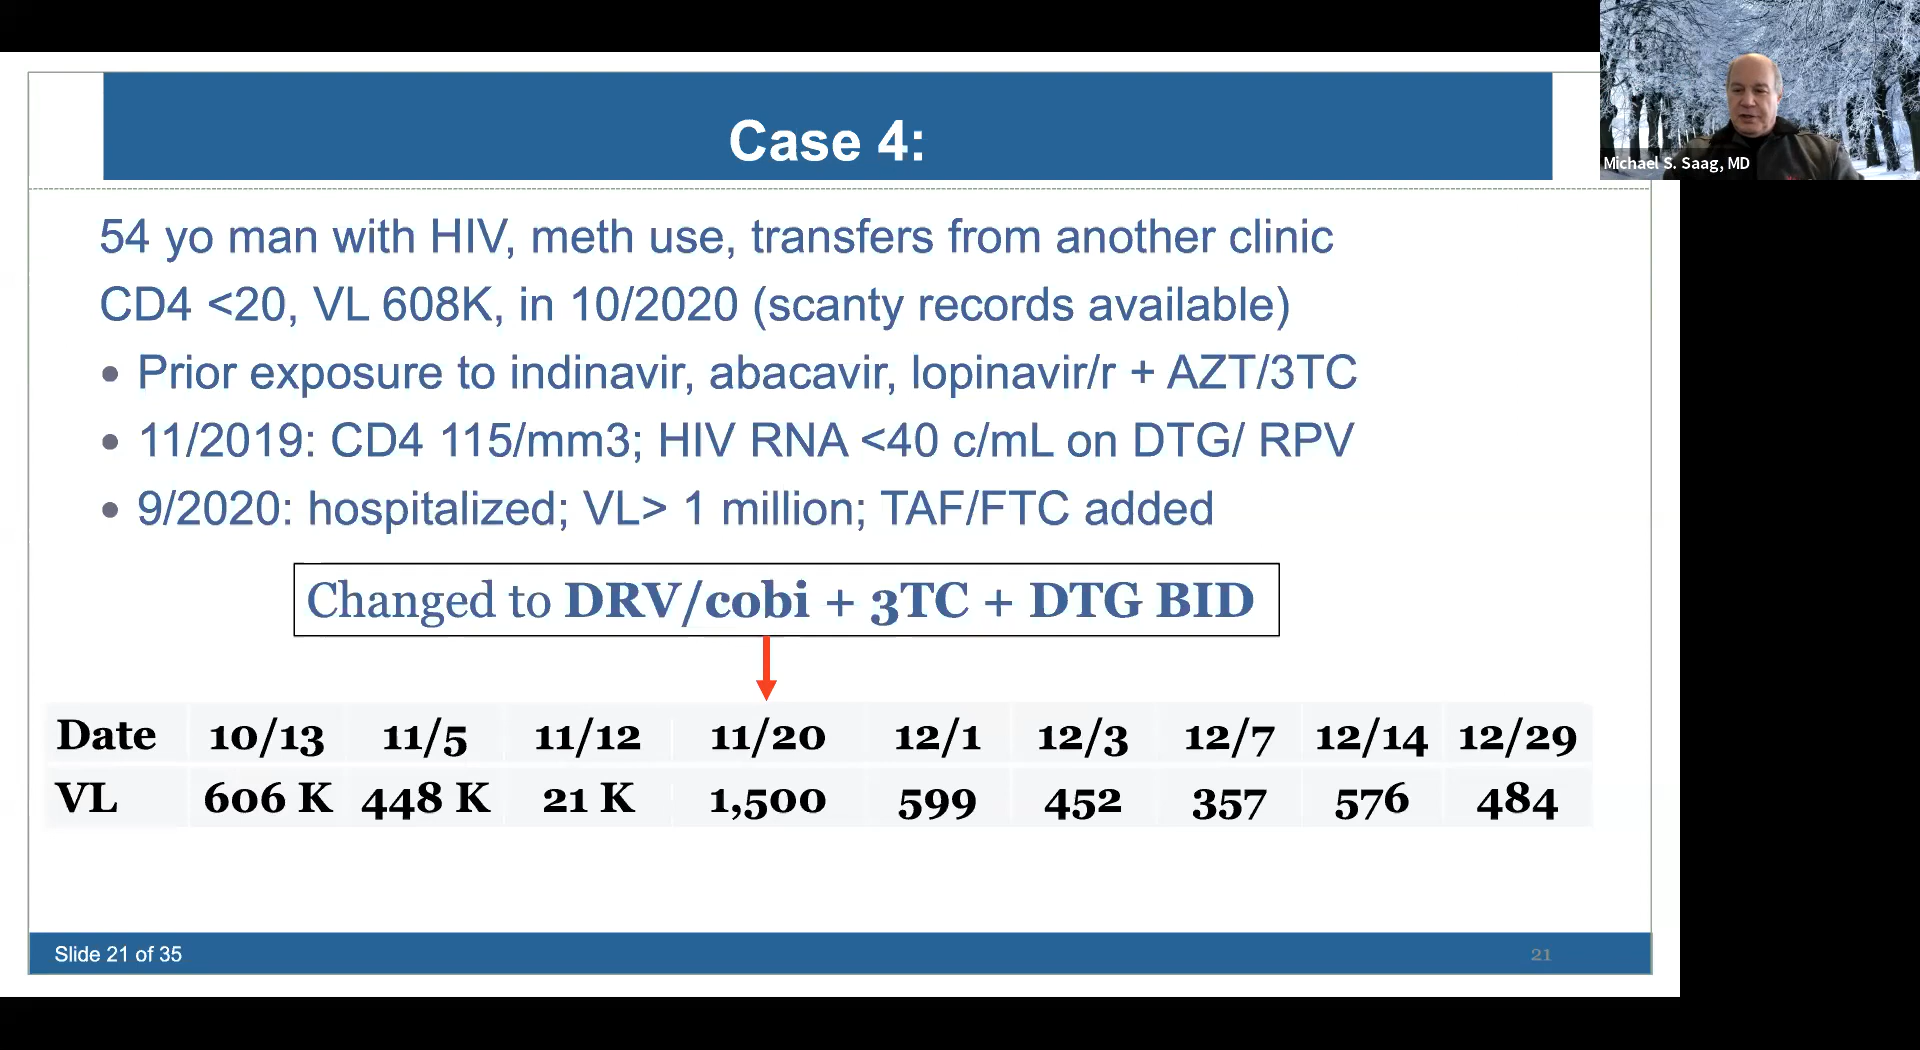 Case 4:
Michael S. Saag, MD
54 yo man with HIV, meth use, transfers from another clinic
CD4 <20, VL 608K, in 10/2020 (scanty records available)
• Prior exposure to indinavir, abacavir, lopinavir/r + AZT/3TC
• 11/2019: CD4 115/mm3; HIV RNA <40 c/mL on DTG/ RPV
• 9/2020: hospitalized; VL> 1 million; TAF/FTC added
Changed to DRV/cobi + 3TC + DTG BID
Date 10/13 11/5 11/12 11/20 12/1 12/3 12/7 12/14 12/29
VL 606 K 448 K 21 K 1,500 599 452 357 576 484
Slide 21 of 35
21